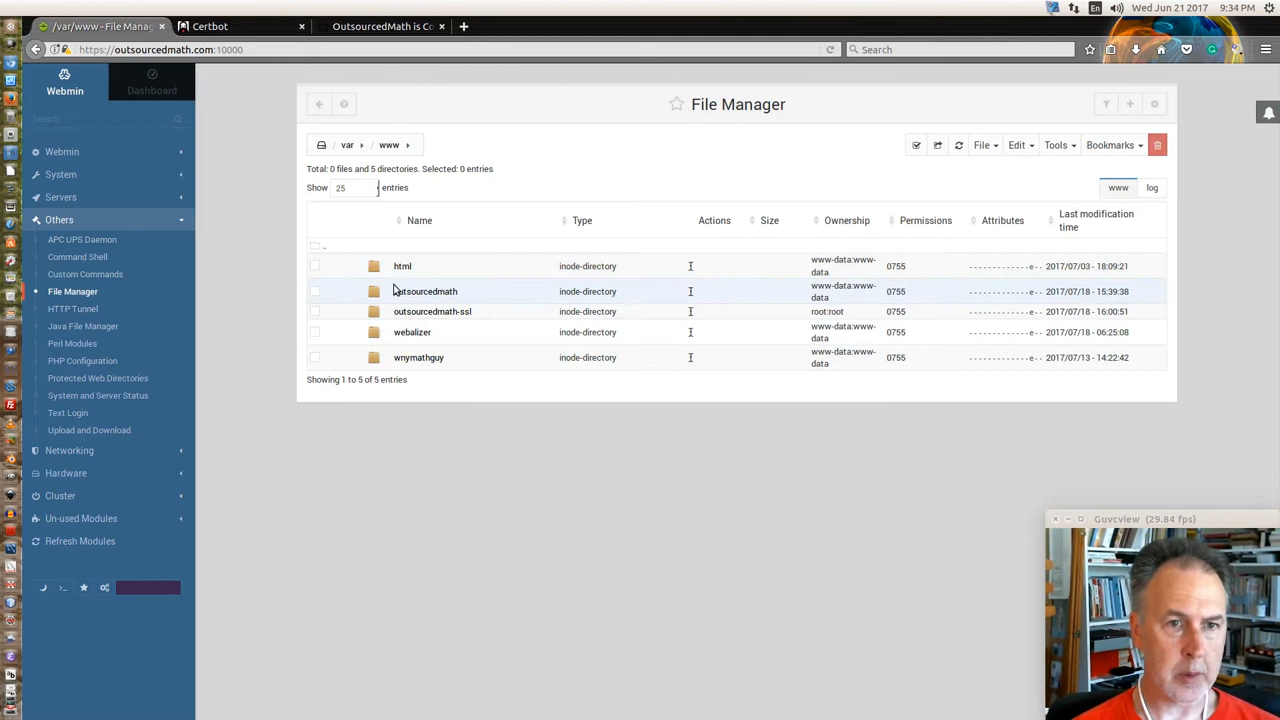 En
Wed Jun 21 2017
9:34 PM
/var/www - File Manag
Certbot
OutsourcedMath is Co
https://outsourcedmath.com:10000
Search
Webmin
Dashboard
Search
Webmin
System
Servers
Others
APC UPS Daemon
Command Shell
Custom Commands
File Manager
HTTP Tunnel
Java File Manager
Perl Modules
PHP Configuration
Protected Web Directories
System and Server Status
Text Login
Upload and Download
Networking
Hardware
Cluster
Un-used Modules
Refresh Modules
File Manager
var
www
File
Edit
Tools
Bookmarks
Total: 0 files and 5 directories. Selected: 0 entries
Show 25 entries
www
log
Name Type Actions Size Ownership Permissions Attributes Last modification time
..
html inode-directory www-data:www-data 0755 - - - - - - - - - - - - - e - - 2017/07/03 - 18:09:21
outsourcedmath inode-directory www-data:www-data 0755 - - - - - - - - - - - - - e - - 2017/07/18 - 15:39:38
outsourcedmath-ssl inode-directory root:root 0755 - - - - - - - - - - - - - e - - 2017/07/18 - 16:00:51
webalizer inode-directory www-data:www-data 0755 - - - - - - - - - - - - - e - - 2017/07/18 - 06:25:08
wnymathguy inode-directory www-data:www-data 0755 - - - - - - - - - - - - - e - - 2017/07/13 - 14:22:42
Showing 1 to 5 of 5 entries
Guvcview (29.84 fps)